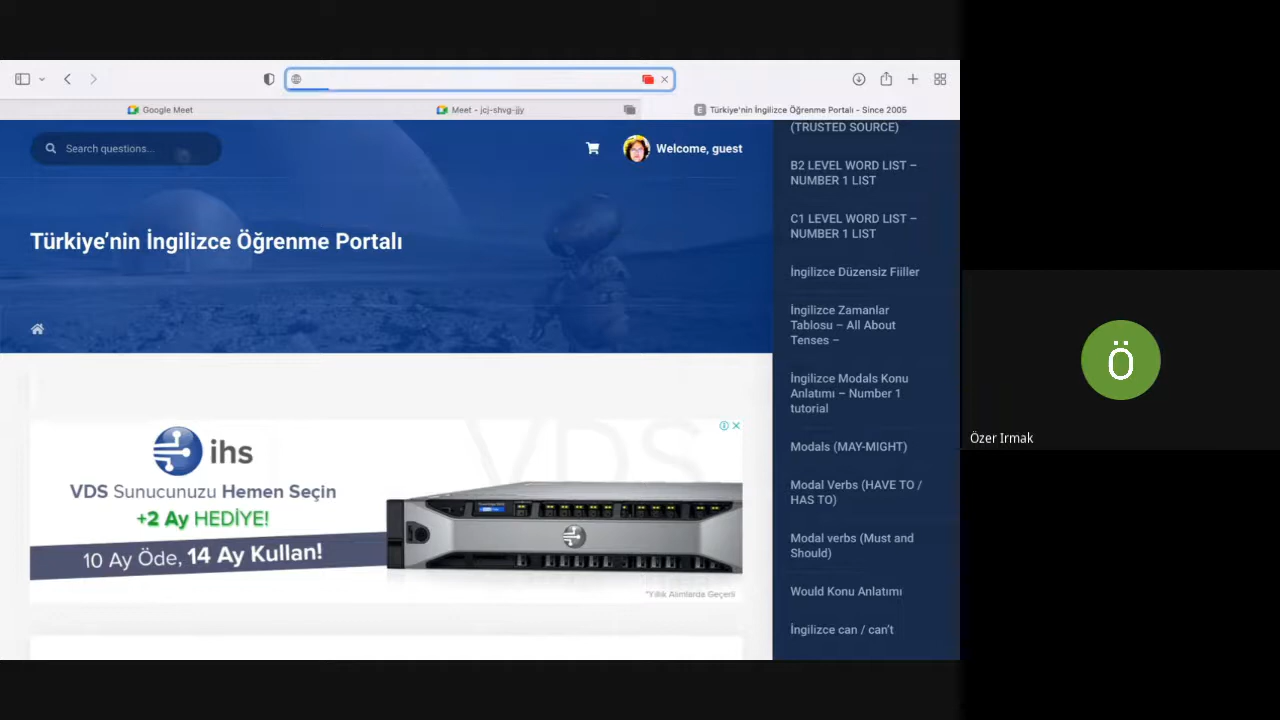 Google Meet
Meet - jcj-shvg-jjy
Türkiye'nin İngilizce Öğrenme Portalı - Since 2005
Search questions...
Welcome, guest
Türkiye'nin İngilizce Öğrenme Portalı
ihs
VDS Sunucunuzu Hemen Seçin
+2 Ay HEDİYE!
10 Ay Öde, 14 Ay Kullan!
VDS
*Yıllık Alımlarda Geçerli
(TRUSTED SOURCE)
B2 LEVEL WORD LIST –
NUMBER 1 LIST
C1 LEVEL WORD LIST –
NUMBER 1 LIST
İngilizce Düzensiz Fiiller
İngilizce Zamanlar
Tablosu – All About
Tenses –
İngilizce Modals Konu
Anlatımı – Number 1
tutorial
Modals (MAY-MIGHT)
Modal Verbs (HAVE TO /
HAS TO)
Modal verbs (Must and
Should)
Would Konu Anlatımı
İngilizce can / can't
Ö
Özer Irmak